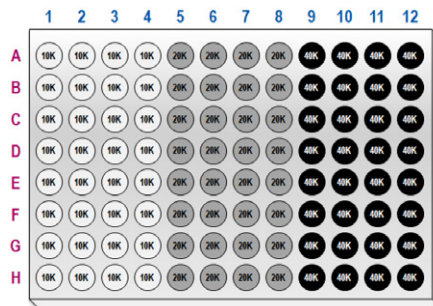 1 2 3 4 5 6 7 8 9 10 11 12
A 10K 10K 10K 10K 20K 20K 20K 20K 40K 40K 40K 40K
B 10K 10K 10K 10K 20K 20K 20K 20K 40K 40K 40K 40K
C 10K 10K 10K 10K 20K 20K 20K 20K 40K 40K 40K 40K
D 10K 10K 10K 10K 20K 20K 20K 20K 40K 40K 40K 40K
E 10K 10K 10K 10K 20K 20K 20K 20K 40K 40K 40K 40K
F 10K 10K 10K 10K 20K 20K 20K 20K 40K 40K 40K 40K
G 10K 10K 10K 10K 20K 20K 20K 20K 40K 40K 40K 40K
H 10K 10K 10K 10K 20K 20K 20K 20K 40K 40K 40K 40K